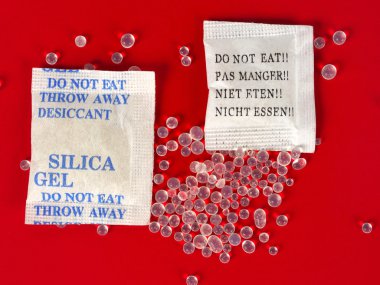 GEL
DO NOT EAT
THROW AWAY
DESICCANT
SILICA
GEL
DO NOT EAT
THROW AWAY
DO NOT EAT!!
PAS MANGER!!
NIET ETEN!!
NICHT ESSEN!!